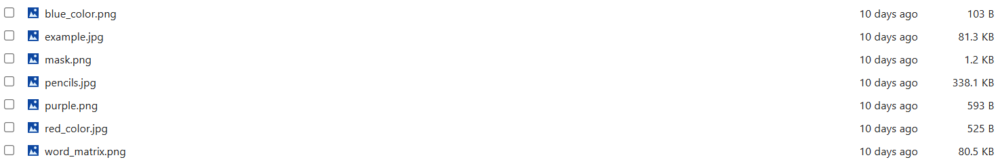 blue_color.png 10 days ago 103 B
example.jpg 10 days ago 81.3 KB
mask.png 10 days ago 1.2 KB
pencils.jpg 10 days ago 338.1 KB
purple.png 10 days ago 593 B
red_color.jpg 10 days ago 525 B
word_matrix.png 10 days ago 80.5 KB